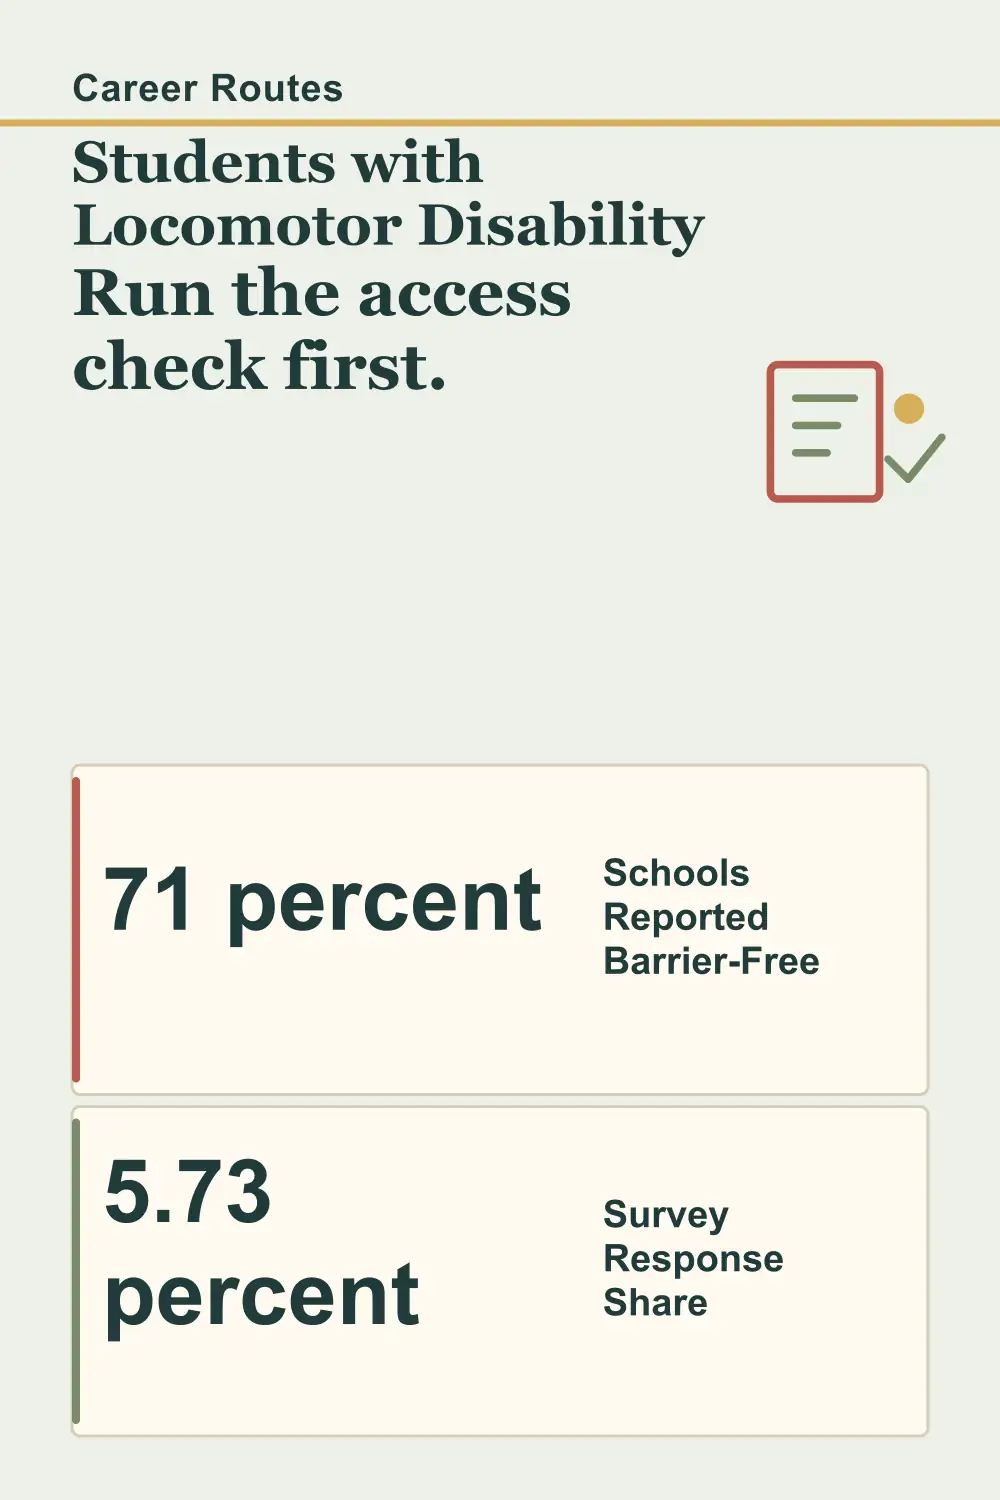 Career Routes
Students with
Locomotor Disability
Run the access
check first.
71 percent
Schools
Reported
Barrier-Free
5.73
percent
Survey
Response
Share